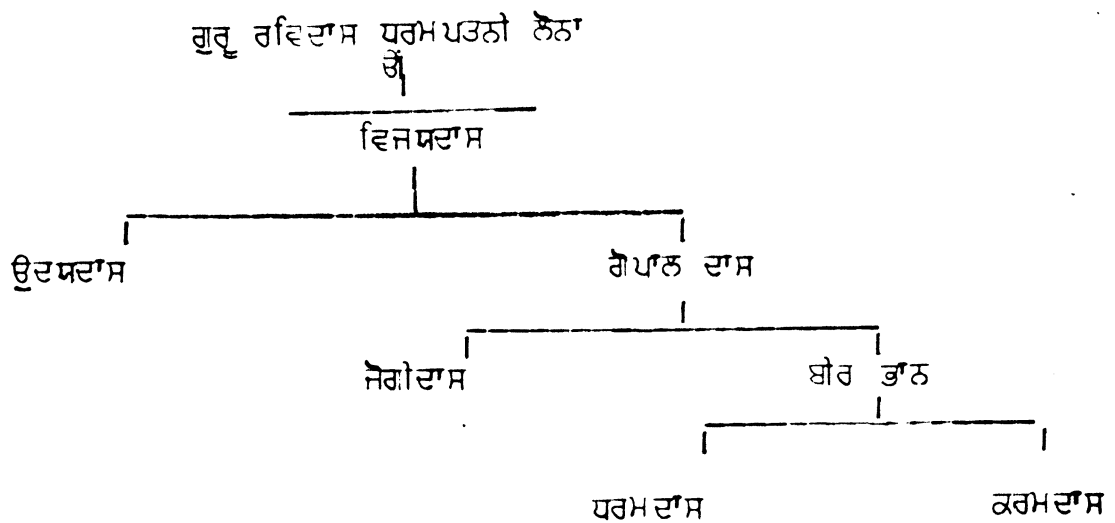 ਗੁਰੂ ਰਵਿਦਾਸ ਧਰਮਪਤਨੀ ਲੋਨਾ
ਤੋਂ
ਵਿਜਯਦਾਸ
ਉਦਯਦਾਸ ਗੋਪਾਲ ਦਾਸ
ਜੋਗੀਦਾਸ ਬੀਰ ਭਾਨ
ਧਰਮਦਾਸ ਕਰਮਦਾਸ